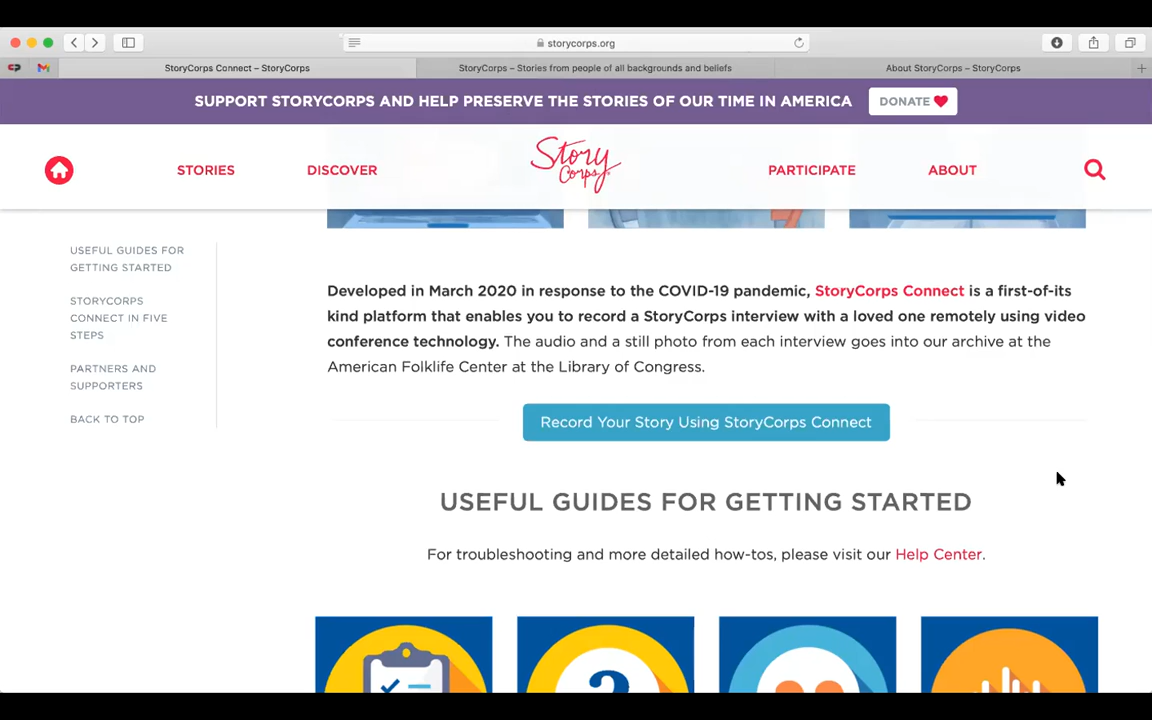 storycorps.org
StoryCorps Connect – StoryCorps
StoryCorps – Stories from people of all backgrounds and beliefs
About StoryCorps – StoryCorps
SUPPORT STORYCORPS AND HELP PRESERVE THE STORIES OF OUR TIME IN AMERICA
DONATE
STORIES
DISCOVER
Story
Corps
PARTICIPATE
ABOUT
USEFUL GUIDES FOR
GETTING STARTED
STORYCORPS
CONNECT IN FIVE
STEPS
PARTNERS AND
SUPPORTERS
BACK TO TOP
Developed in March 2020 in response to the COVID-19 pandemic, StoryCorps Connect is a first-of-its
kind platform that enables you to record a StoryCorps interview with a loved one remotely using video
conference technology. The audio and a still photo from each interview goes into our archive at the
American Folklife Center at the Library of Congress.
Record Your Story Using StoryCorps Connect
USEFUL GUIDES FOR GETTING STARTED
For troubleshooting and more detailed how-tos, please visit our Help Center.
?